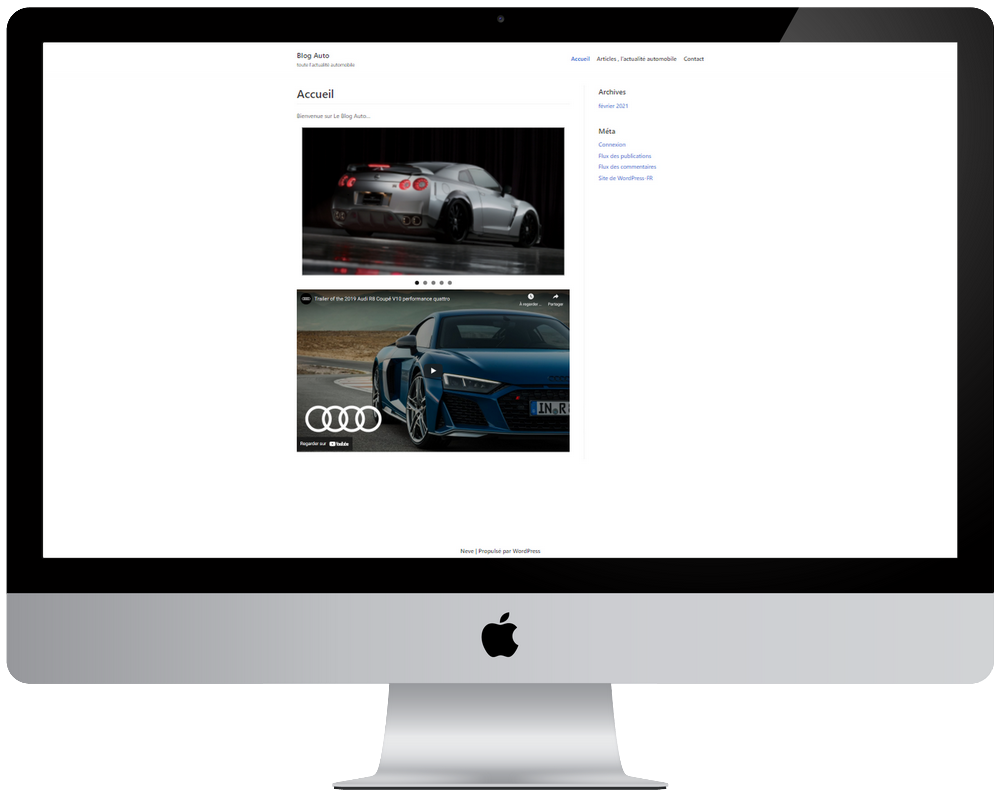 Blog Auto
toute l'actualité automobile
Accueil Articles , l'actualité automobile Contact
Accueil
Bienvenue sur Le Blog Auto...
Trailer of the 2019 Audi R8 Coupé V10 performance quattro
À regarder ... Partager
IN R
Regarder sur YouTube
Archives
février 2021
Méta
Connexion
Flux des publications
Flux des commentaires
Site de WordPress-FR
Neve | Propulsé par WordPress